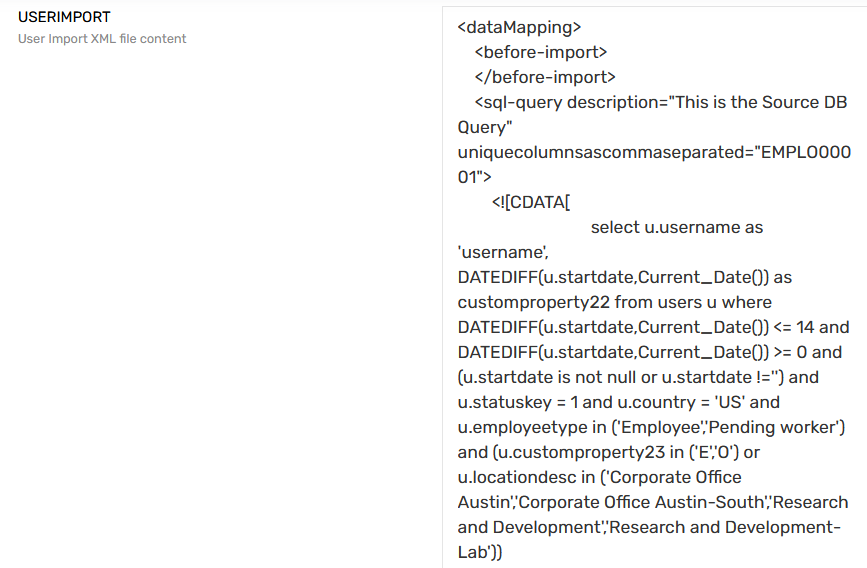 USERIMPORT
User Import XML file content
<dataMapping>
<before-import>
</before-import>
<sql-query description="This is the Source DB
Query"
uniquecolumnsascommaseparated="EMPLO000
01">
<![CDATA[
select u.username as
'username',
DATEDIFF(u.startdate,Current_Date()) as
customproperty22 from users u where
DATEDIFF(u.startdate,Current_Date()) <= 14 and
DATEDIFF(u.startdate,Current_Date()) >= 0 and
(u.startdate is not null or u.startdate !='') and
u.statuskey = 1 and u.country = 'US' and
u.employeetype in ('Employee','Pending worker')
and (u.customproperty23 in ('E','O') or
u.locationdesc in ('Corporate Office
Austin','Corporate Office Austin-South','Research
and Development','Research and Development-
Lab'))